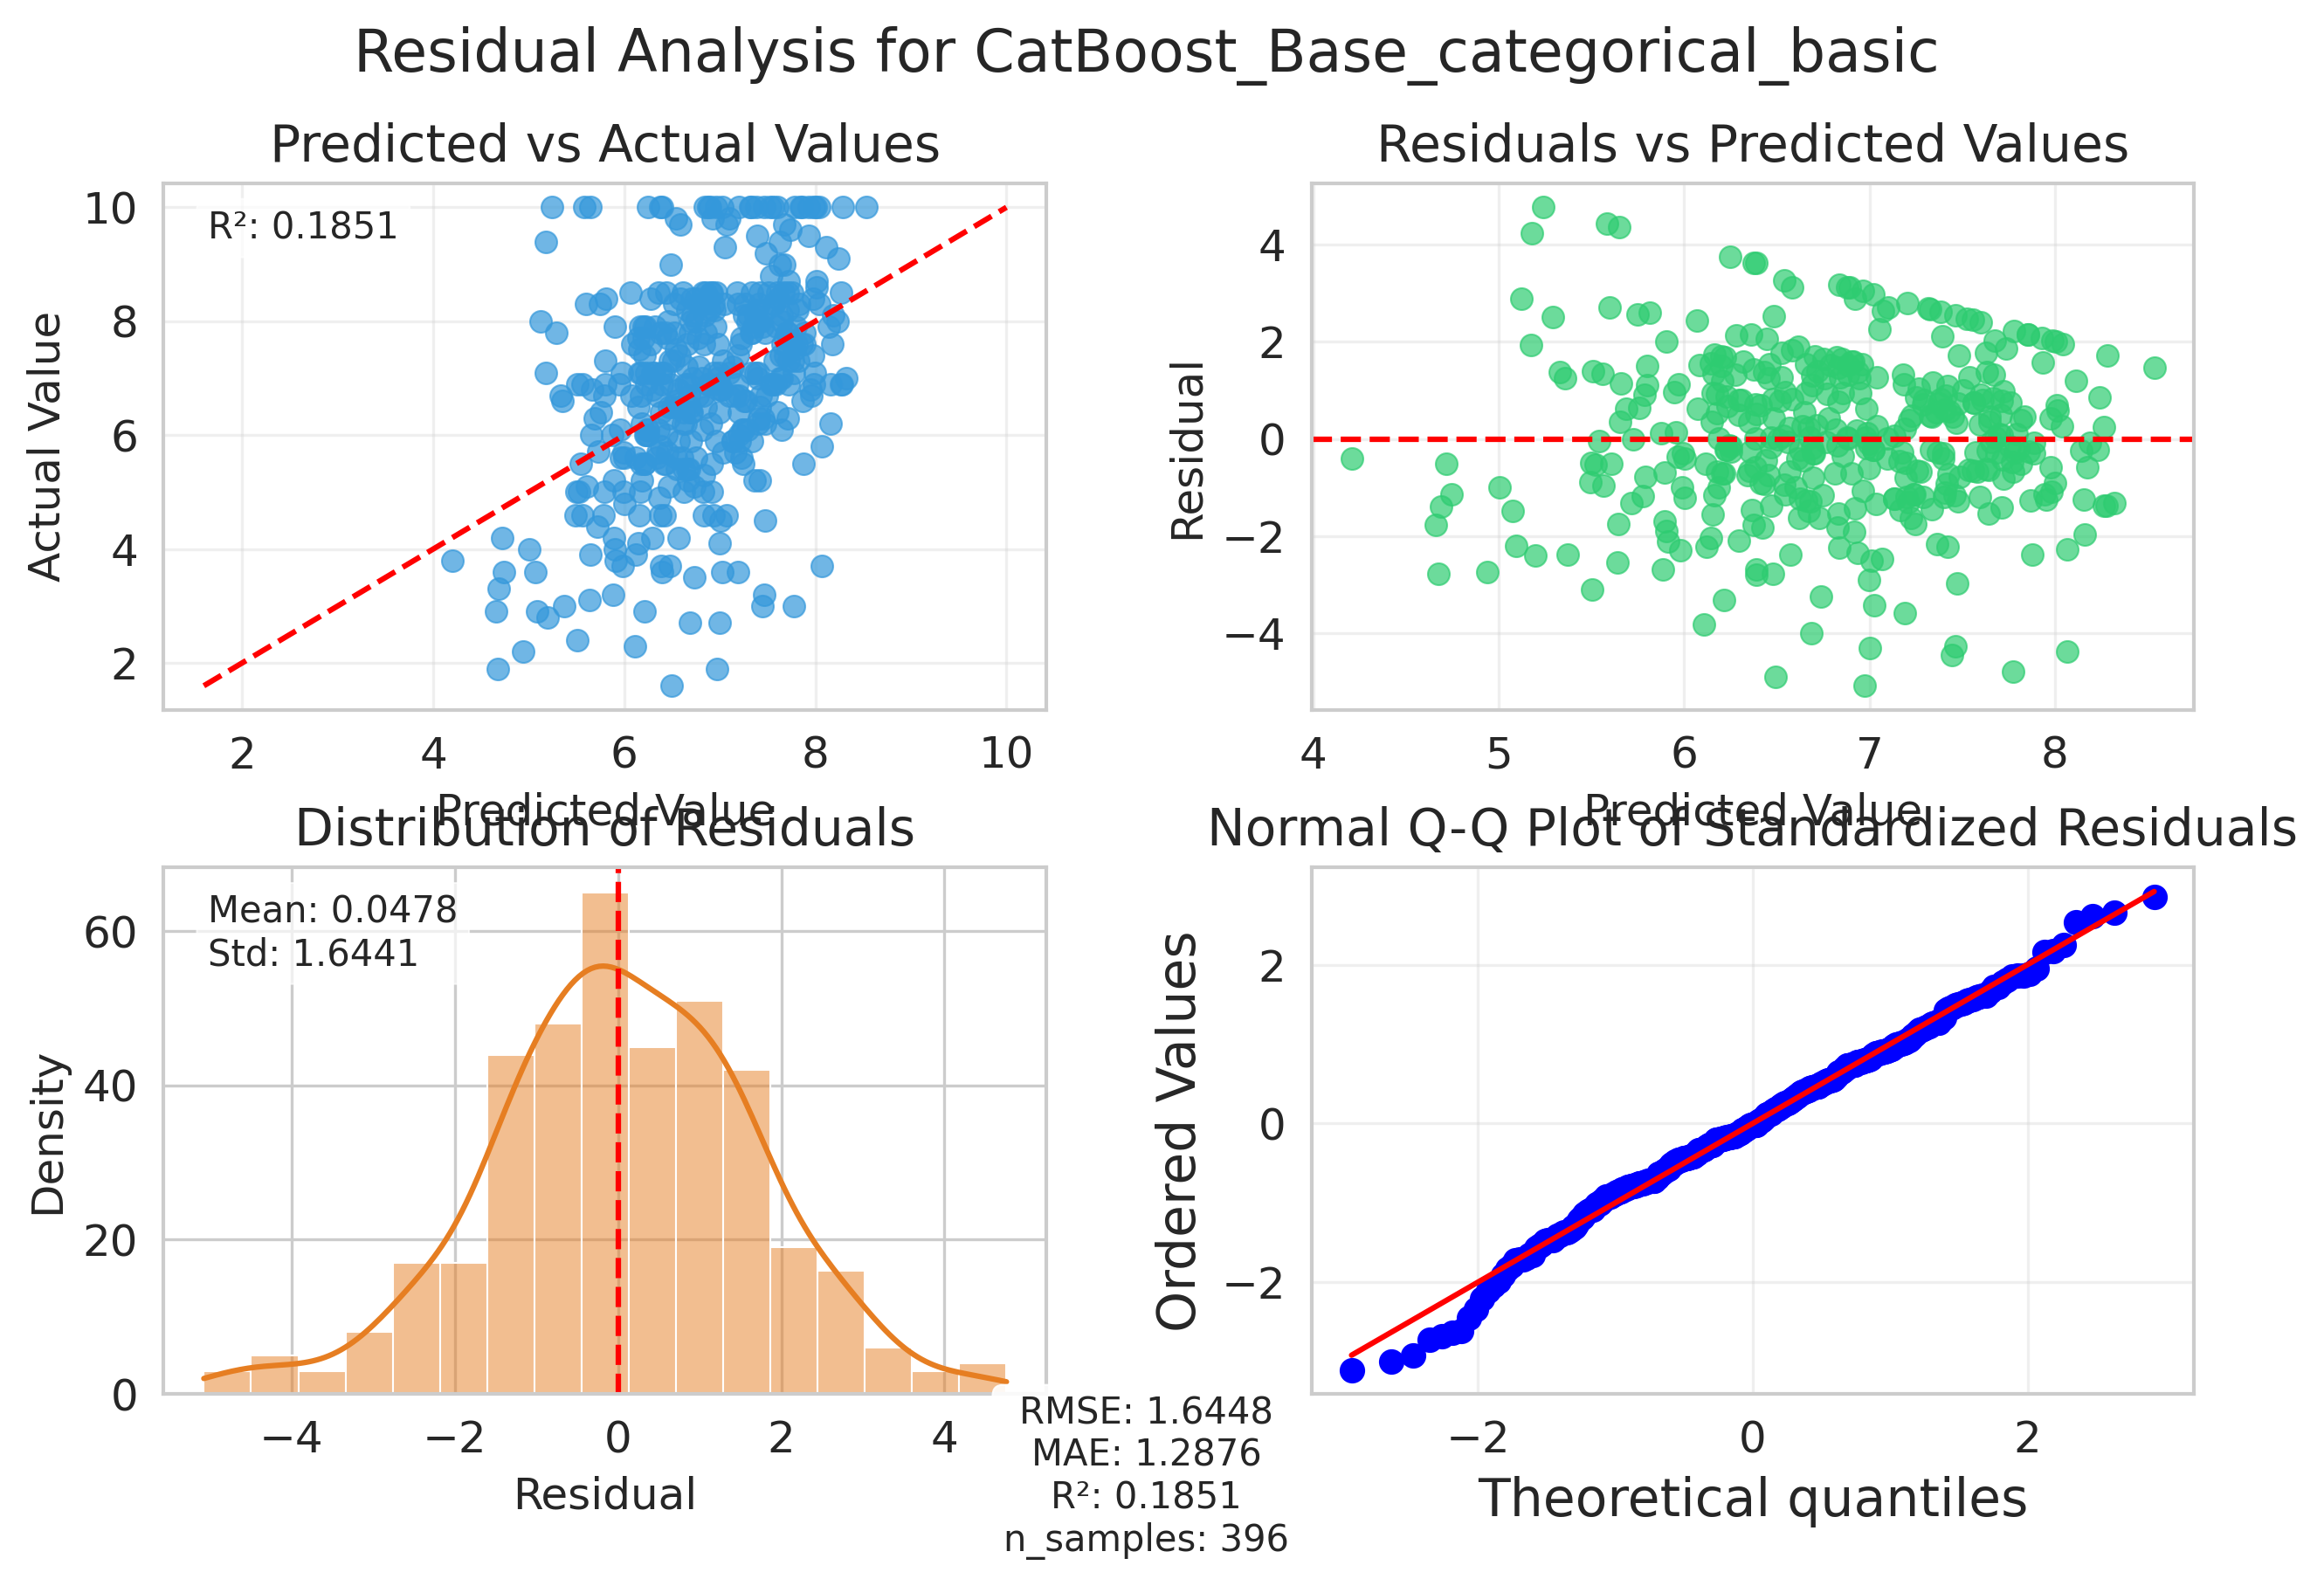 Residual Analysis for CatBoost_Base_categorical_basic
Predicted vs Actual Values
R²: 0.1851
10
8
6
4
2
Actual Value
2
4
6
8
10
Predicted Value
Residuals vs Predicted Values
4
2
0
−2
−4
Residual
4
5
6
7
8
Predicted Value
Distribution of Residuals
Mean: 0.0478
Std: 1.6441
60
40
20
0
Density
−4
−2
0
2
4
Residual
Normal Q-Q Plot of Standardized Residuals
2
0
−2
Ordered Values
−2
0
2
Theoretical quantiles
RMSE: 1.6448
MAE: 1.2876
R²: 0.1851
n_samples: 396